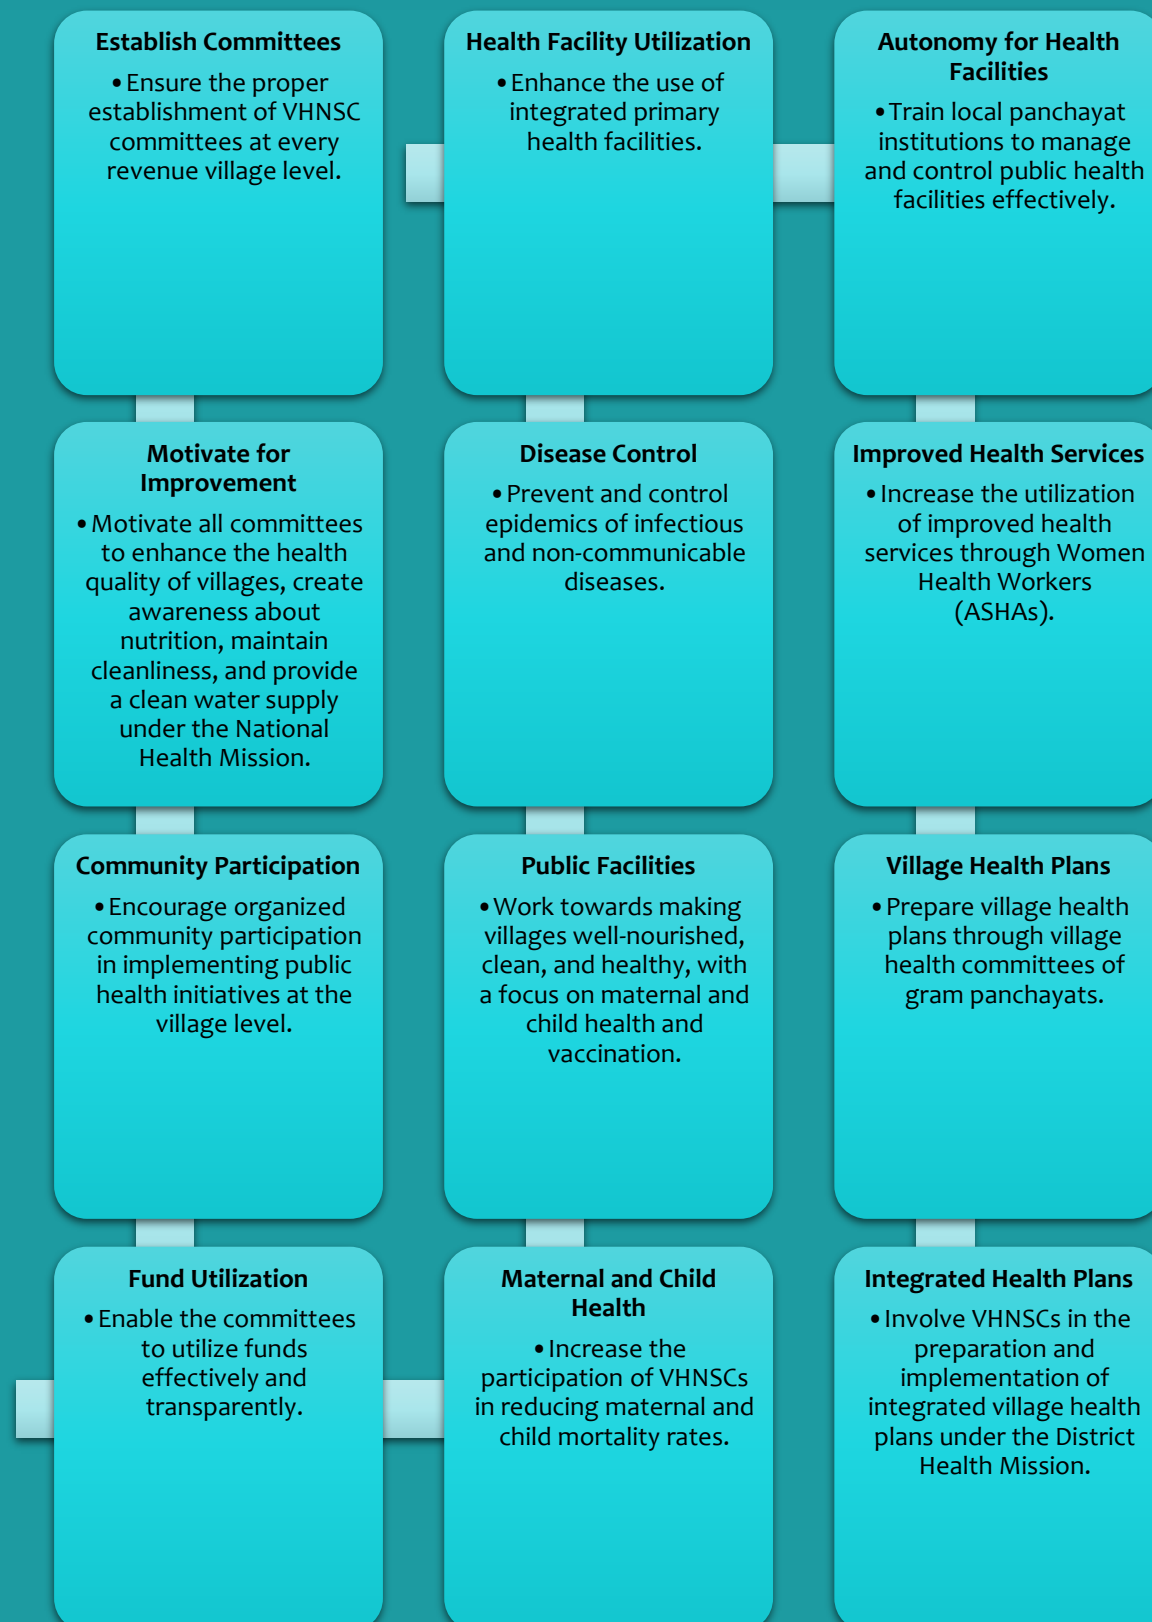 Establish Committees
•Ensure the proper
establishment of VHNSC
committees at every
revenue village level.
Motivate for
Improvement
•Motivate all committees
to enhance the health
quality of villages, create
awareness about
nutrition, maintain
cleanliness, and provide
a clean water supply
under the National
Health Mission.
Community Participation
•Encourage organized
community participation
in implementing public
health initiatives at the
village level.
Fund Utilization
•Enable the committees
to utilize funds
effectively and
transparently.
Maternal and Child
Health
•Increase the
participation of VHNSCs
in reducing maternal and
child mortality rates.
Public Facilities
•Work towards making
villages well-nourished,
clean, and healthy, with
a focus on maternal and
child health and
vaccination.
Disease Control
•Prevent and control
epidemics of infectious
and non-communicable
diseases.
Health Facility Utilization
•Enhance the use of
integrated primary
health facilities.
Autonomy for Health
Facilities
•Train local panchayat
institutions to manage
and control public health
facilities effectively.
Improved Health Services
•Increase the utilization
of improved health
services through Women
Health Workers
(ASHAs).
Village Health Plans
•Prepare village health
plans through village
health committees of
gram panchayats.
Integrated Health Plans
•Involve VHNSCs in the
preparation and
implementation of
integrated village health
plans under the District
Health Mission.